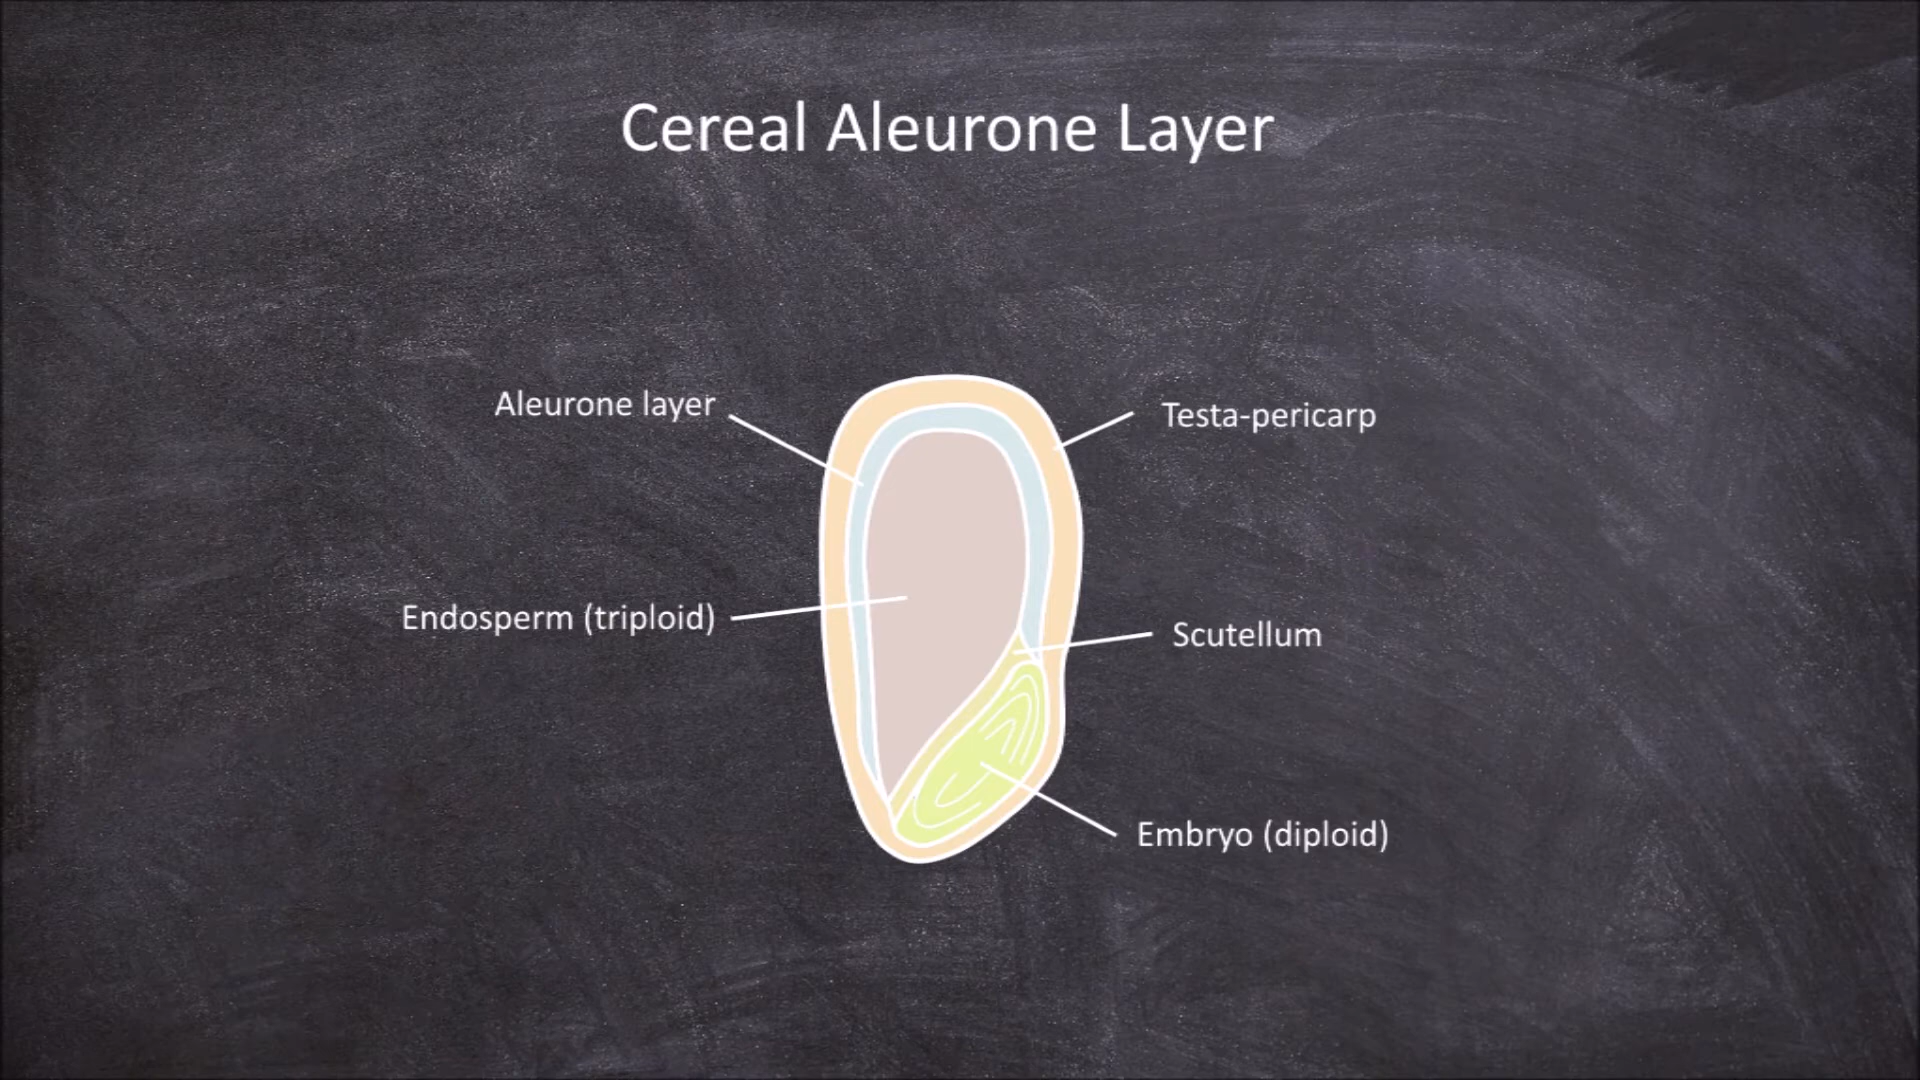 Cereal Aleurone Layer
Aleurone layer
Testa-pericarp
Endosperm (triploid)
Scutellum
Embryo (diploid)